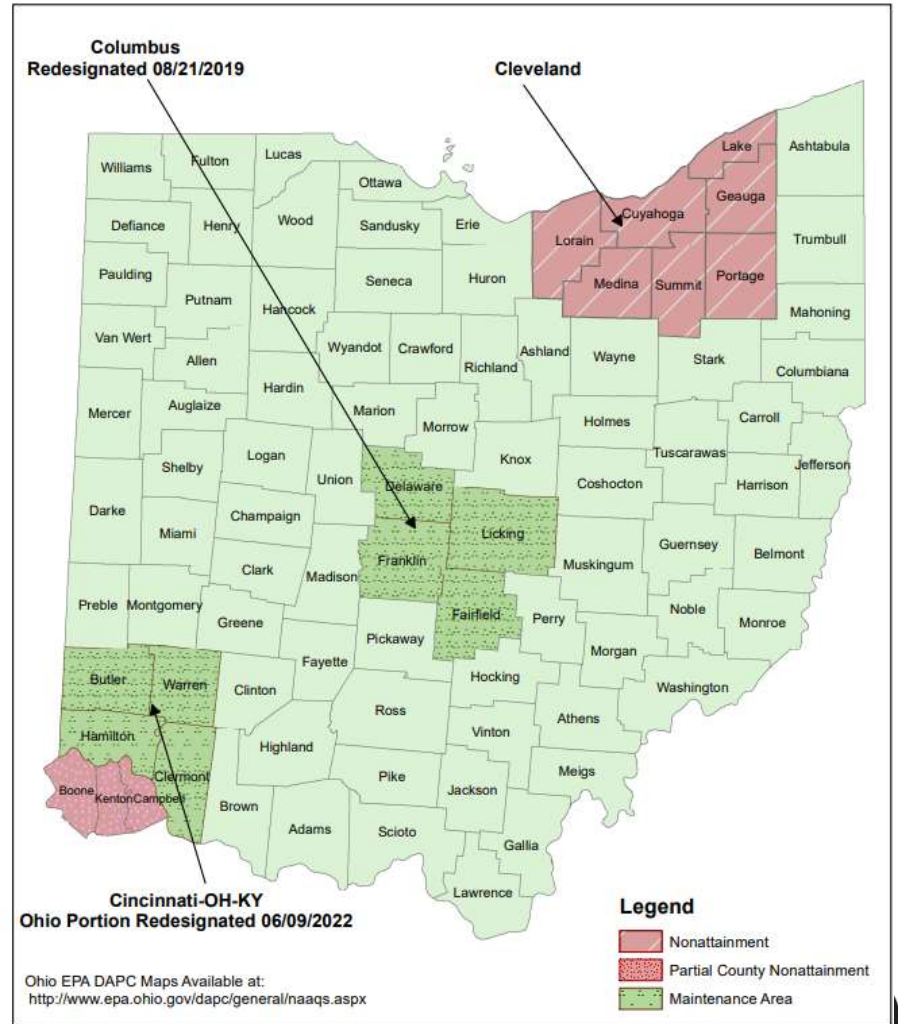 Columbus
Redesignated 08/21/2019
Cleveland
Williams
Fulton
Lucas
Ottawa
Lake
Ashtabula
Geauga
Defiance
Henry
Wood
Sandusky
Erie
Cuyahoga
Lorain
Trumbull
Paulding
Putnam
Hancock
Seneca
Huron
Medina
Summit
Portage
Mahoning
Van Wert
Allen
Wyandot
Crawford
Richland
Ashland
Wayne
Stark
Columbiana
Mercer
Auglaize
Hardin
Marion
Morrow
Holmes
Carroll
Shelby
Logan
Union
Delaware
Knox
Coshocton
Tuscarawas
Harrison
Jefferson
Darke
Miami
Champaign
Franklin
Licking
Muskingum
Guernsey
Belmont
Clark
Madison
Preble
Montgomery
Greene
Pickaway
Fairfield
Perry
Noble
Monroe
Morgan
Butler
Warren
Clinton
Fayette
Hocking
Washington
Ross
Vinton
Athens
Hamilton
Highland
Clermont
Pike
Jackson
Meigs
Boone
Kenton
Campbell
Brown
Adams
Scioto
Gallia
Lawrence
Cincinnati-OH-KY
Ohio Portion Redesignated 06/09/2022
Legend
Nonattainment
Partial County Nonattainment
Maintenance Area
Ohio EPA DAPC Maps Available at:
http://www.epa.ohio.gov/dapc/general/naaqs.aspx